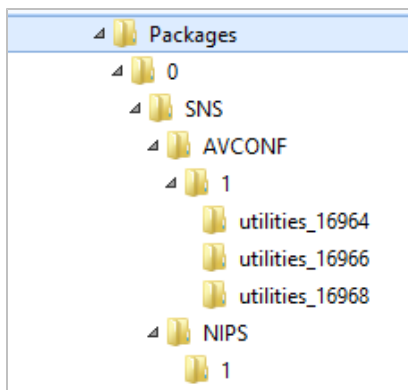 Packages
0
SNS
AVCONF
1
utilities_16964
utilities_16966
utilities_16968
NIPS
1